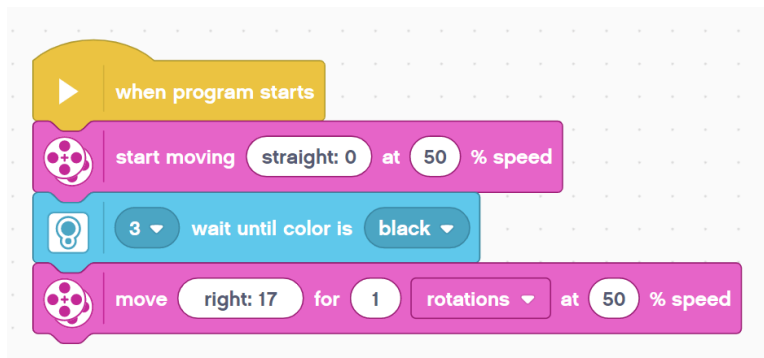 when program starts
start moving straight: 0 at 50 % speed
3 wait until color is black
move right: 17 for 1 rotations at 50 % speed